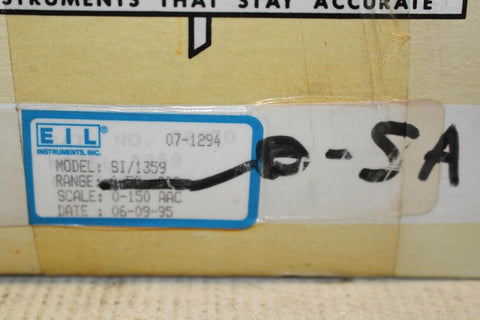 STRUMENTS THAT STAY ACCURATE
EIL 07-1294
INSTRUMENTS, INC.
MODEL: SI/1359
RANGE:
0-5A
SCALE: 0-150 AAC
DATE : 06-09-95